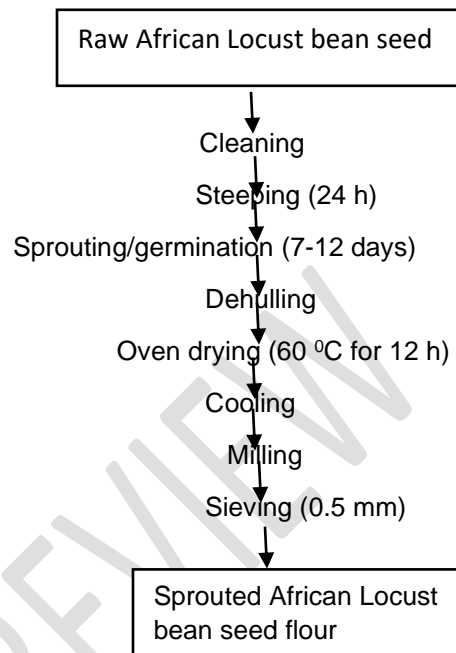 Raw African Locust bean seed
Cleaning
Steeping (24 h)
Sprouting/germination (7-12 days)
Dehulling
Oven drying (60 ⁰C for 12 h)
Cooling
Milling
Sieving (0.5 mm)
Sprouted African Locust
bean seed flour
REVIEW